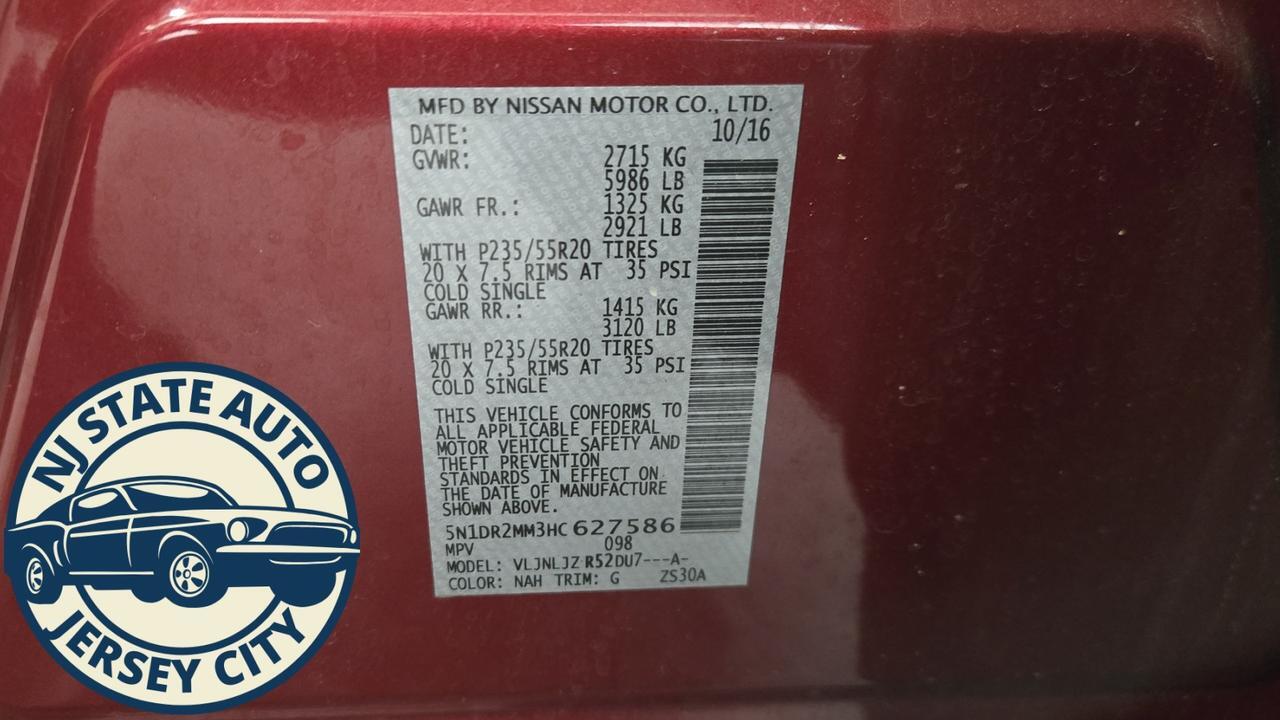 MFD BY NISSAN MOTOR CO., LTD.
DATE: 10/16
GVWR: 2715 KG
5986 LB
GAWR FR.: 1325 KG
2921 LB
WITH P235/55R20 TIRES
20 X 7.5 RIMS AT 35 PSI
COLD SINGLE
GAWR RR.: 1415 KG
3120 LB
WITH P235/55R20 TIRES
20 X 7.5 RIMS AT 35 PSI
COLD SINGLE
THIS VEHICLE CONFORMS TO
ALL APPLICABLE FEDERAL
MOTOR VEHICLE SAFETY AND
THEFT PREVENTION
STANDARDS IN EFFECT ON
THE DATE OF MANUFACTURE
SHOWN ABOVE.
5N1DR2MM3HC627586
MPV 098
MODEL: VLJNLJZ R52DU7---A-
COLOR: NAH TRIM: G ZS30A
NJ STATE AUTO
JERSEY CITY